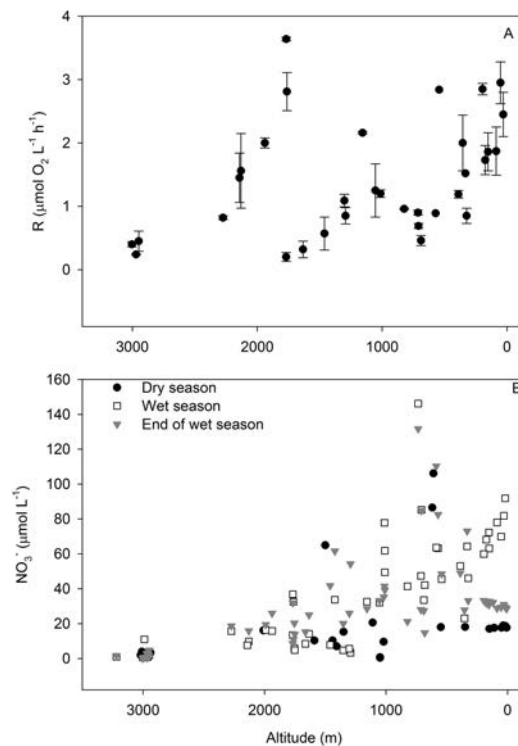 A
4
3
2
1
0
R (μmol O₂ L⁻¹ h⁻¹)
3000 2000 1000 0
B
160
140
120
100
80
60
40
20
0
NO₃⁻ (μmol L⁻¹)
Dry season
Wet season
End of wet season
3000 2000 1000 0
Altitude (m)